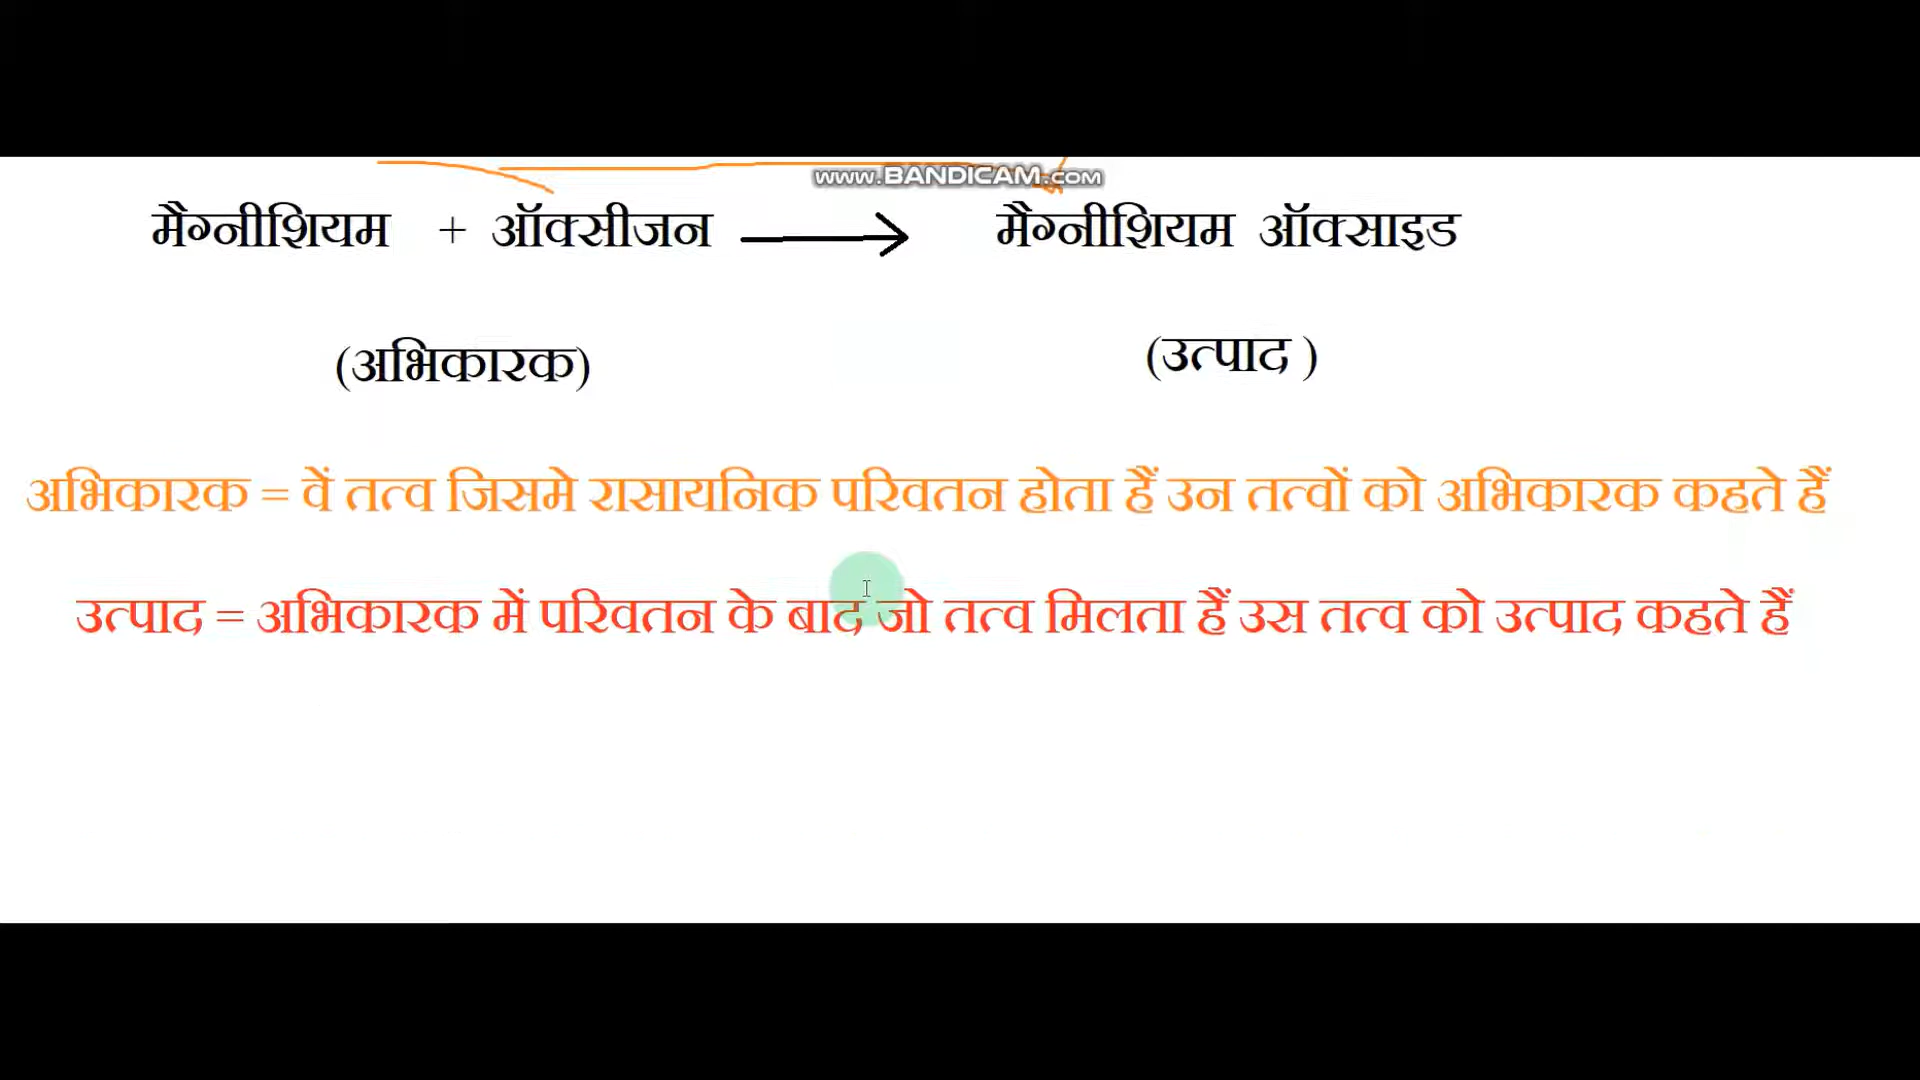 www.BANDICAM.com
मैग्नीशियम + ऑक्सीजन मैग्नीशियम ऑक्साइड
(अभिकारक) (उत्पाद )
अभिकारक = वें तत्व जिसमे रासायनिक परिवतन होता हैं उन तत्वों को अभिकारक कहते हैं
उत्पाद = अभिकारक में परिवतन के बाद जो तत्व मिलता हैं उस तत्व को उत्पाद कहते हैं